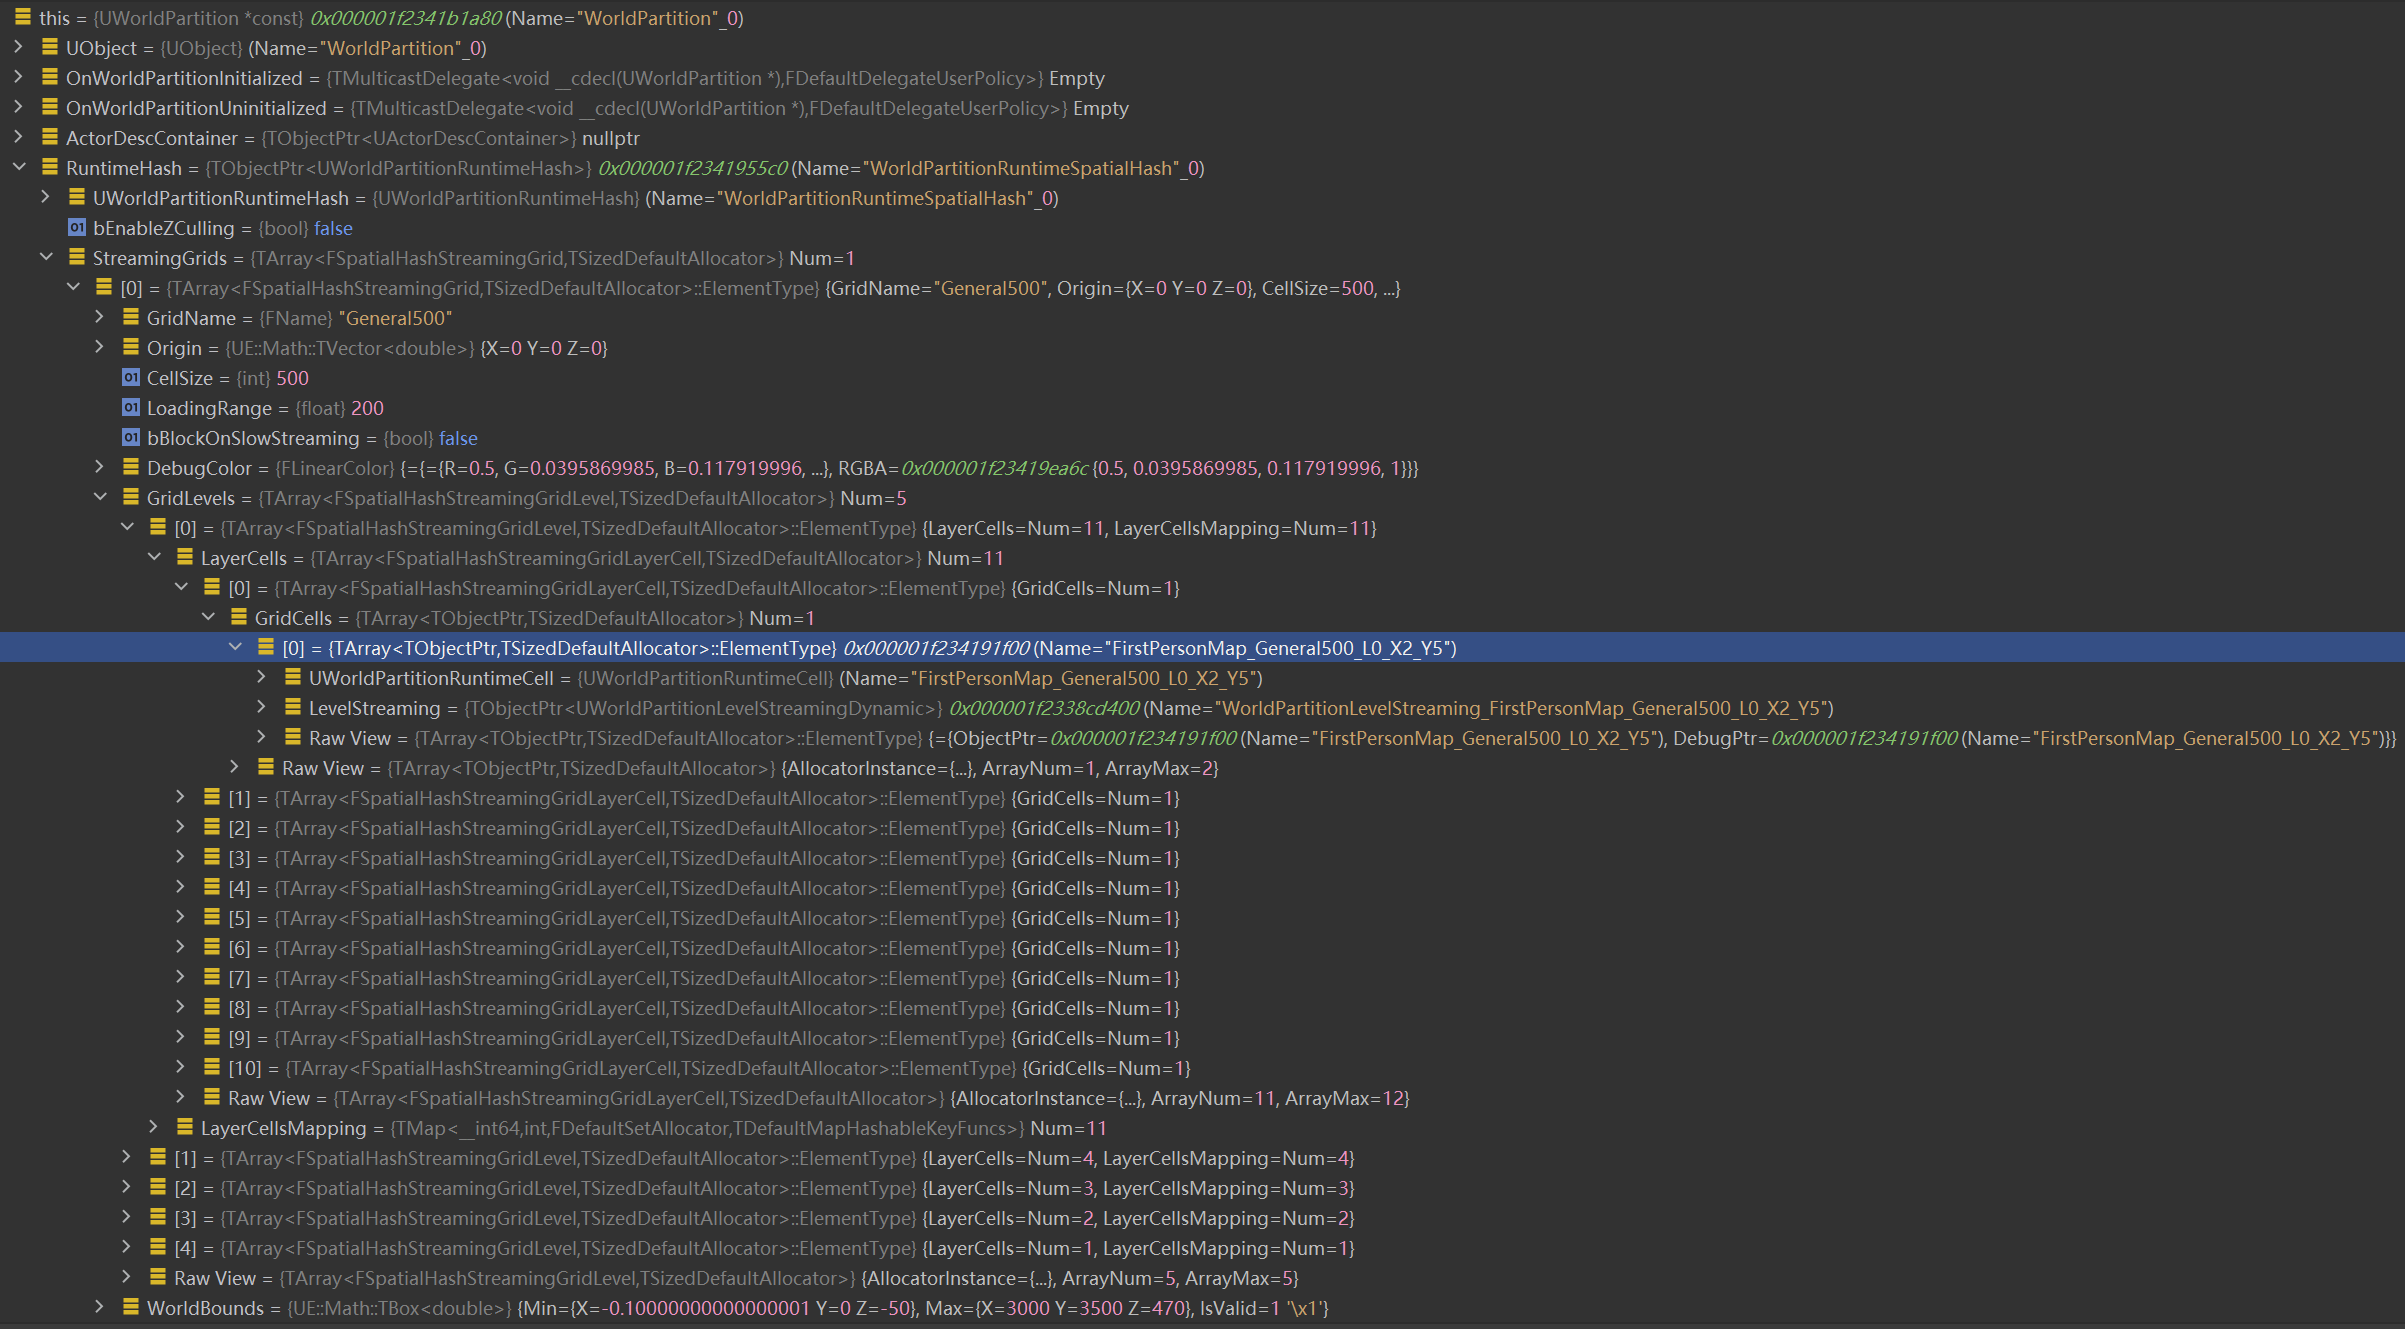 this = {UWorldPartition *const} 0x000001f2341b1a80 (Name="WorldPartition"_0)
UObject = {UObject} (Name="WorldPartition"_0)
OnWorldPartitionInitialized = {TMulticastDelegate<void __cdecl(UWorldPartition *),FDefaultDelegateUserPolicy>} Empty
OnWorldPartitionUninitialized = {TMulticastDelegate<void __cdecl(UWorldPartition *),FDefaultDelegateUserPolicy>} Empty
ActorDescContainer = {TObjectPtr<UActorDescContainer>} nullptr
RuntimeHash = {TObjectPtr<UWorldPartitionRuntimeHash>} 0x000001f2341955c0 (Name="WorldPartitionRuntimeSpatialHash"_0)
UWorldPartitionRuntimeHash = {UWorldPartitionRuntimeHash} (Name="WorldPartitionRuntimeSpatialHash"_0)
01 bEnableZCulling = {bool} false
StreamingGrids = {TArray<FSpatialHashStreamingGrid,TSizedDefaultAllocator>} Num=1
[0] = {TArray<FSpatialHashStreamingGrid,TSizedDefaultAllocator>::ElementType} {GridName="General500", Origin={X=0 Y=0 Z=0}, CellSize=500, ...}
GridName = {FName} "General500"
Origin = {UE::Math::TVector<double>} {X=0 Y=0 Z=0}
01 CellSize = {int} 500
01 LoadingRange = {float} 200
01 bBlockOnSlowStreaming = {bool} false
DebugColor = {FLinearColor} {={={R=0.5, G=0.0395869985, B=0.117919996, ...}, RGBA=0x000001f23419ea6c {0.5, 0.0395869985, 0.117919996, 1}}}
GridLevels = {TArray<FSpatialHashStreamingGridLevel,TSizedDefaultAllocator>} Num=5
[0] = {TArray<FSpatialHashStreamingGridLevel,TSizedDefaultAllocator>::ElementType} {LayerCells=Num=11, LayerCellsMapping=Num=11}
LayerCells = {TArray<FSpatialHashStreamingGridLayerCell,TSizedDefaultAllocator>} Num=11
[0] = {TArray<FSpatialHashStreamingGridLayerCell,TSizedDefaultAllocator>::ElementType} {GridCells=Num=1}
GridCells = {TArray<TObjectPtr,TSizedDefaultAllocator>} Num=1
[0] = {TArray<TObjectPtr,TSizedDefaultAllocator>::ElementType} 0x000001f234191f00 (Name="FirstPersonMap_General500_L0_X2_Y5")
UWorldPartitionRuntimeCell = {UWorldPartitionRuntimeCell} (Name="FirstPersonMap_General500_L0_X2_Y5")
LevelStreaming = {TObjectPtr<UWorldPartitionLevelStreamingDynamic>} 0x000001f2338cd400 (Name="WorldPartitionLevelStreaming_FirstPersonMap_General500_L0_X2_Y5")
Raw View = {TArray<TObjectPtr,TSizedDefaultAllocator>::ElementType} {={ObjectPtr=0x000001f234191f00 (Name="FirstPersonMap_General500_L0_X2_Y5"), DebugPtr=0x000001f234191f00 (Name="FirstPersonMap_General500_L0_X2_Y5")}}
Raw View = {TArray<TObjectPtr,TSizedDefaultAllocator>} {AllocatorInstance={...}, ArrayNum=1, ArrayMax=2}
[1] = {TArray<FSpatialHashStreamingGridLayerCell,TSizedDefaultAllocator>::ElementType} {GridCells=Num=1}
[2] = {TArray<FSpatialHashStreamingGridLayerCell,TSizedDefaultAllocator>::ElementType} {GridCells=Num=1}
[3] = {TArray<FSpatialHashStreamingGridLayerCell,TSizedDefaultAllocator>::ElementType} {GridCells=Num=1}
[4] = {TArray<FSpatialHashStreamingGridLayerCell,TSizedDefaultAllocator>::ElementType} {GridCells=Num=1}
[5] = {TArray<FSpatialHashStreamingGridLayerCell,TSizedDefaultAllocator>::ElementType} {GridCells=Num=1}
[6] = {TArray<FSpatialHashStreamingGridLayerCell,TSizedDefaultAllocator>::ElementType} {GridCells=Num=1}
[7] = {TArray<FSpatialHashStreamingGridLayerCell,TSizedDefaultAllocator>::ElementType} {GridCells=Num=1}
[8] = {TArray<FSpatialHashStreamingGridLayerCell,TSizedDefaultAllocator>::ElementType} {GridCells=Num=1}
[9] = {TArray<FSpatialHashStreamingGridLayerCell,TSizedDefaultAllocator>::ElementType} {GridCells=Num=1}
[10] = {TArray<FSpatialHashStreamingGridLayerCell,TSizedDefaultAllocator>::ElementType} {GridCells=Num=1}
Raw View = {TArray<FSpatialHashStreamingGridLayerCell,TSizedDefaultAllocator>} {AllocatorInstance={...}, ArrayNum=11, ArrayMax=12}
LayerCellsMapping = {TMap<__int64,int,FDefaultSetAllocator,TDefaultMapHashableKeyFuncs>} Num=11
[1] = {TArray<FSpatialHashStreamingGridLevel,TSizedDefaultAllocator>::ElementType} {LayerCells=Num=4, LayerCellsMapping=Num=4}
[2] = {TArray<FSpatialHashStreamingGridLevel,TSizedDefaultAllocator>::ElementType} {LayerCells=Num=3, LayerCellsMapping=Num=3}
[3] = {TArray<FSpatialHashStreamingGridLevel,TSizedDefaultAllocator>::ElementType} {LayerCells=Num=2, LayerCellsMapping=Num=2}
[4] = {TArray<FSpatialHashStreamingGridLevel,TSizedDefaultAllocator>::ElementType} {LayerCells=Num=1, LayerCellsMapping=Num=1}
Raw View = {TArray<FSpatialHashStreamingGridLevel,TSizedDefaultAllocator>} {AllocatorInstance={...}, ArrayNum=5, ArrayMax=5}
WorldBounds = {UE::Math::TBox<double>} {Min={X=-0.10000000000000001 Y=0 Z=-50}, Max={X=3000 Y=3500 Z=470}, IsValid=1 '\x1'}